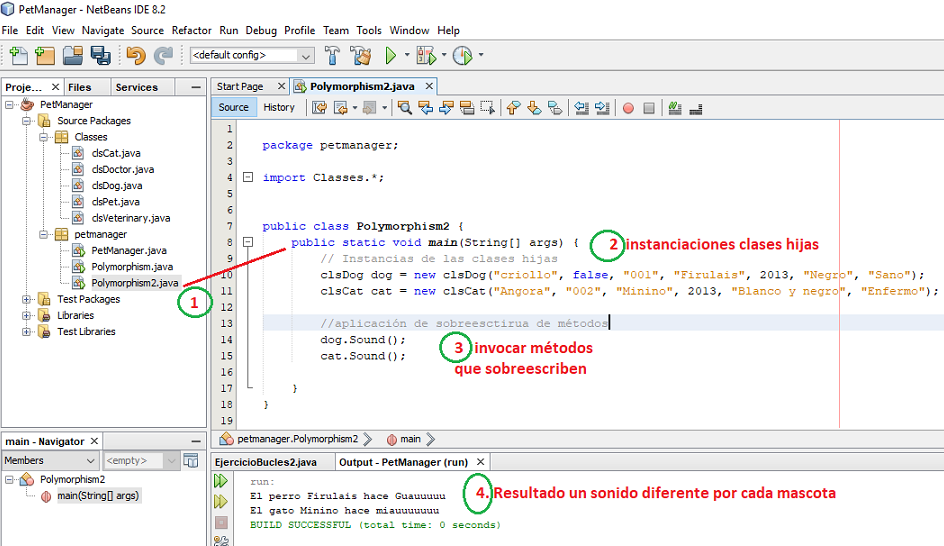 PetManager - NetBeans IDE 8.2
File Edit View Navigate Source Refactor Run Debug Profile Team Tools Window Help
<default config>
Proje... Files Services
PetManager
Source Packages
Classes
clsCat.java
clsDoctor.java
clsDog.java
clsPet.java
clsVeterinary.java
petmanager
PetManager.java
Polymorphism.java
Polymorphism2.java
Test Packages
Libraries
Test Libraries
1
Start Page Polymorphism2.java
Source History
1
2 package petmanager;
3
4 import Classes.*;
5
6
7 public class Polymorphism2 {
8 public static void main(String[] args) {
9 // Instancias de las clases hijas
10 clsDog dog = new clsDog("criollo", false, "001", "Firulais", 2013, "Negro", "Sano");
11 clsCat cat = new clsCat("Angora", "002", "Minino", 2013, "Blanco y negro", "Enfermo");
12
13 //aplicación de sobreesctirua de métodos
14 dog.Sound();
15 cat.Sound();
16
17 }
18 }
19
2 instanciaciones clases hijas
3 invocar métodos
que sobreescriben
petmanager.Polymorphism2 main
main - Navigator
Members <empty>
Polymorphism2
main(String[] args)
EjercicioBucles2.java Output - PetManager (run)
run:
El perro Firulais hace Guauuuuu
El gato Minino hace miauuuuuuu
BUILD SUCCESSFUL (total time: 0 seconds)
4. Resultado un sonido diferente por cada mascota